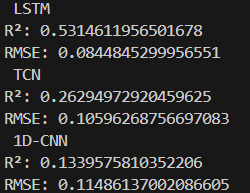 LSTM
R²: 0.5314611956501678
RMSE: 0.0844845299956551
TCN
R²: 0.26294972920459625
RMSE: 0.10596268756697083
1D-CNN
R²: 0.1339575810352206
RMSE: 0.11486137002086605